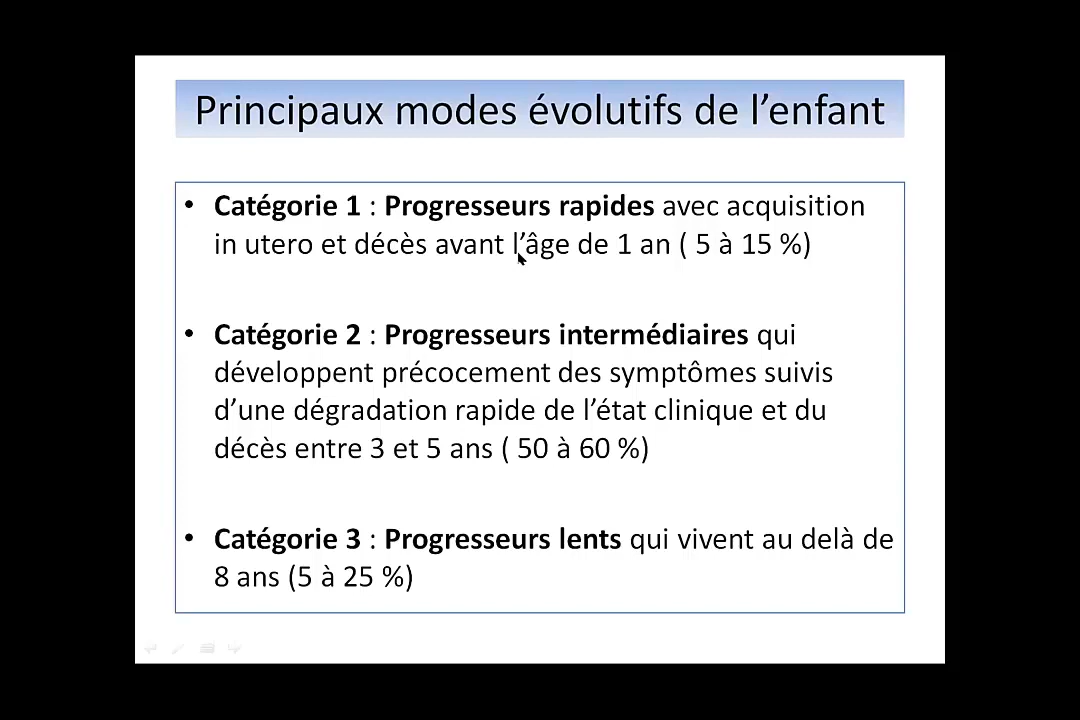 Principaux modes évolutifs de l’enfant
• Catégorie 1 : Progresseurs rapides avec acquisition
in utero et décès avant l’âge de 1 an ( 5 à 15 %)
• Catégorie 2 : Progresseurs intermédiaires qui
développent précocement des symptômes suivis
d’une dégradation rapide de l’état clinique et du
décès entre 3 et 5 ans ( 50 à 60 %)
• Catégorie 3 : Progresseurs lents qui vivent au delà de
8 ans (5 à 25 %)